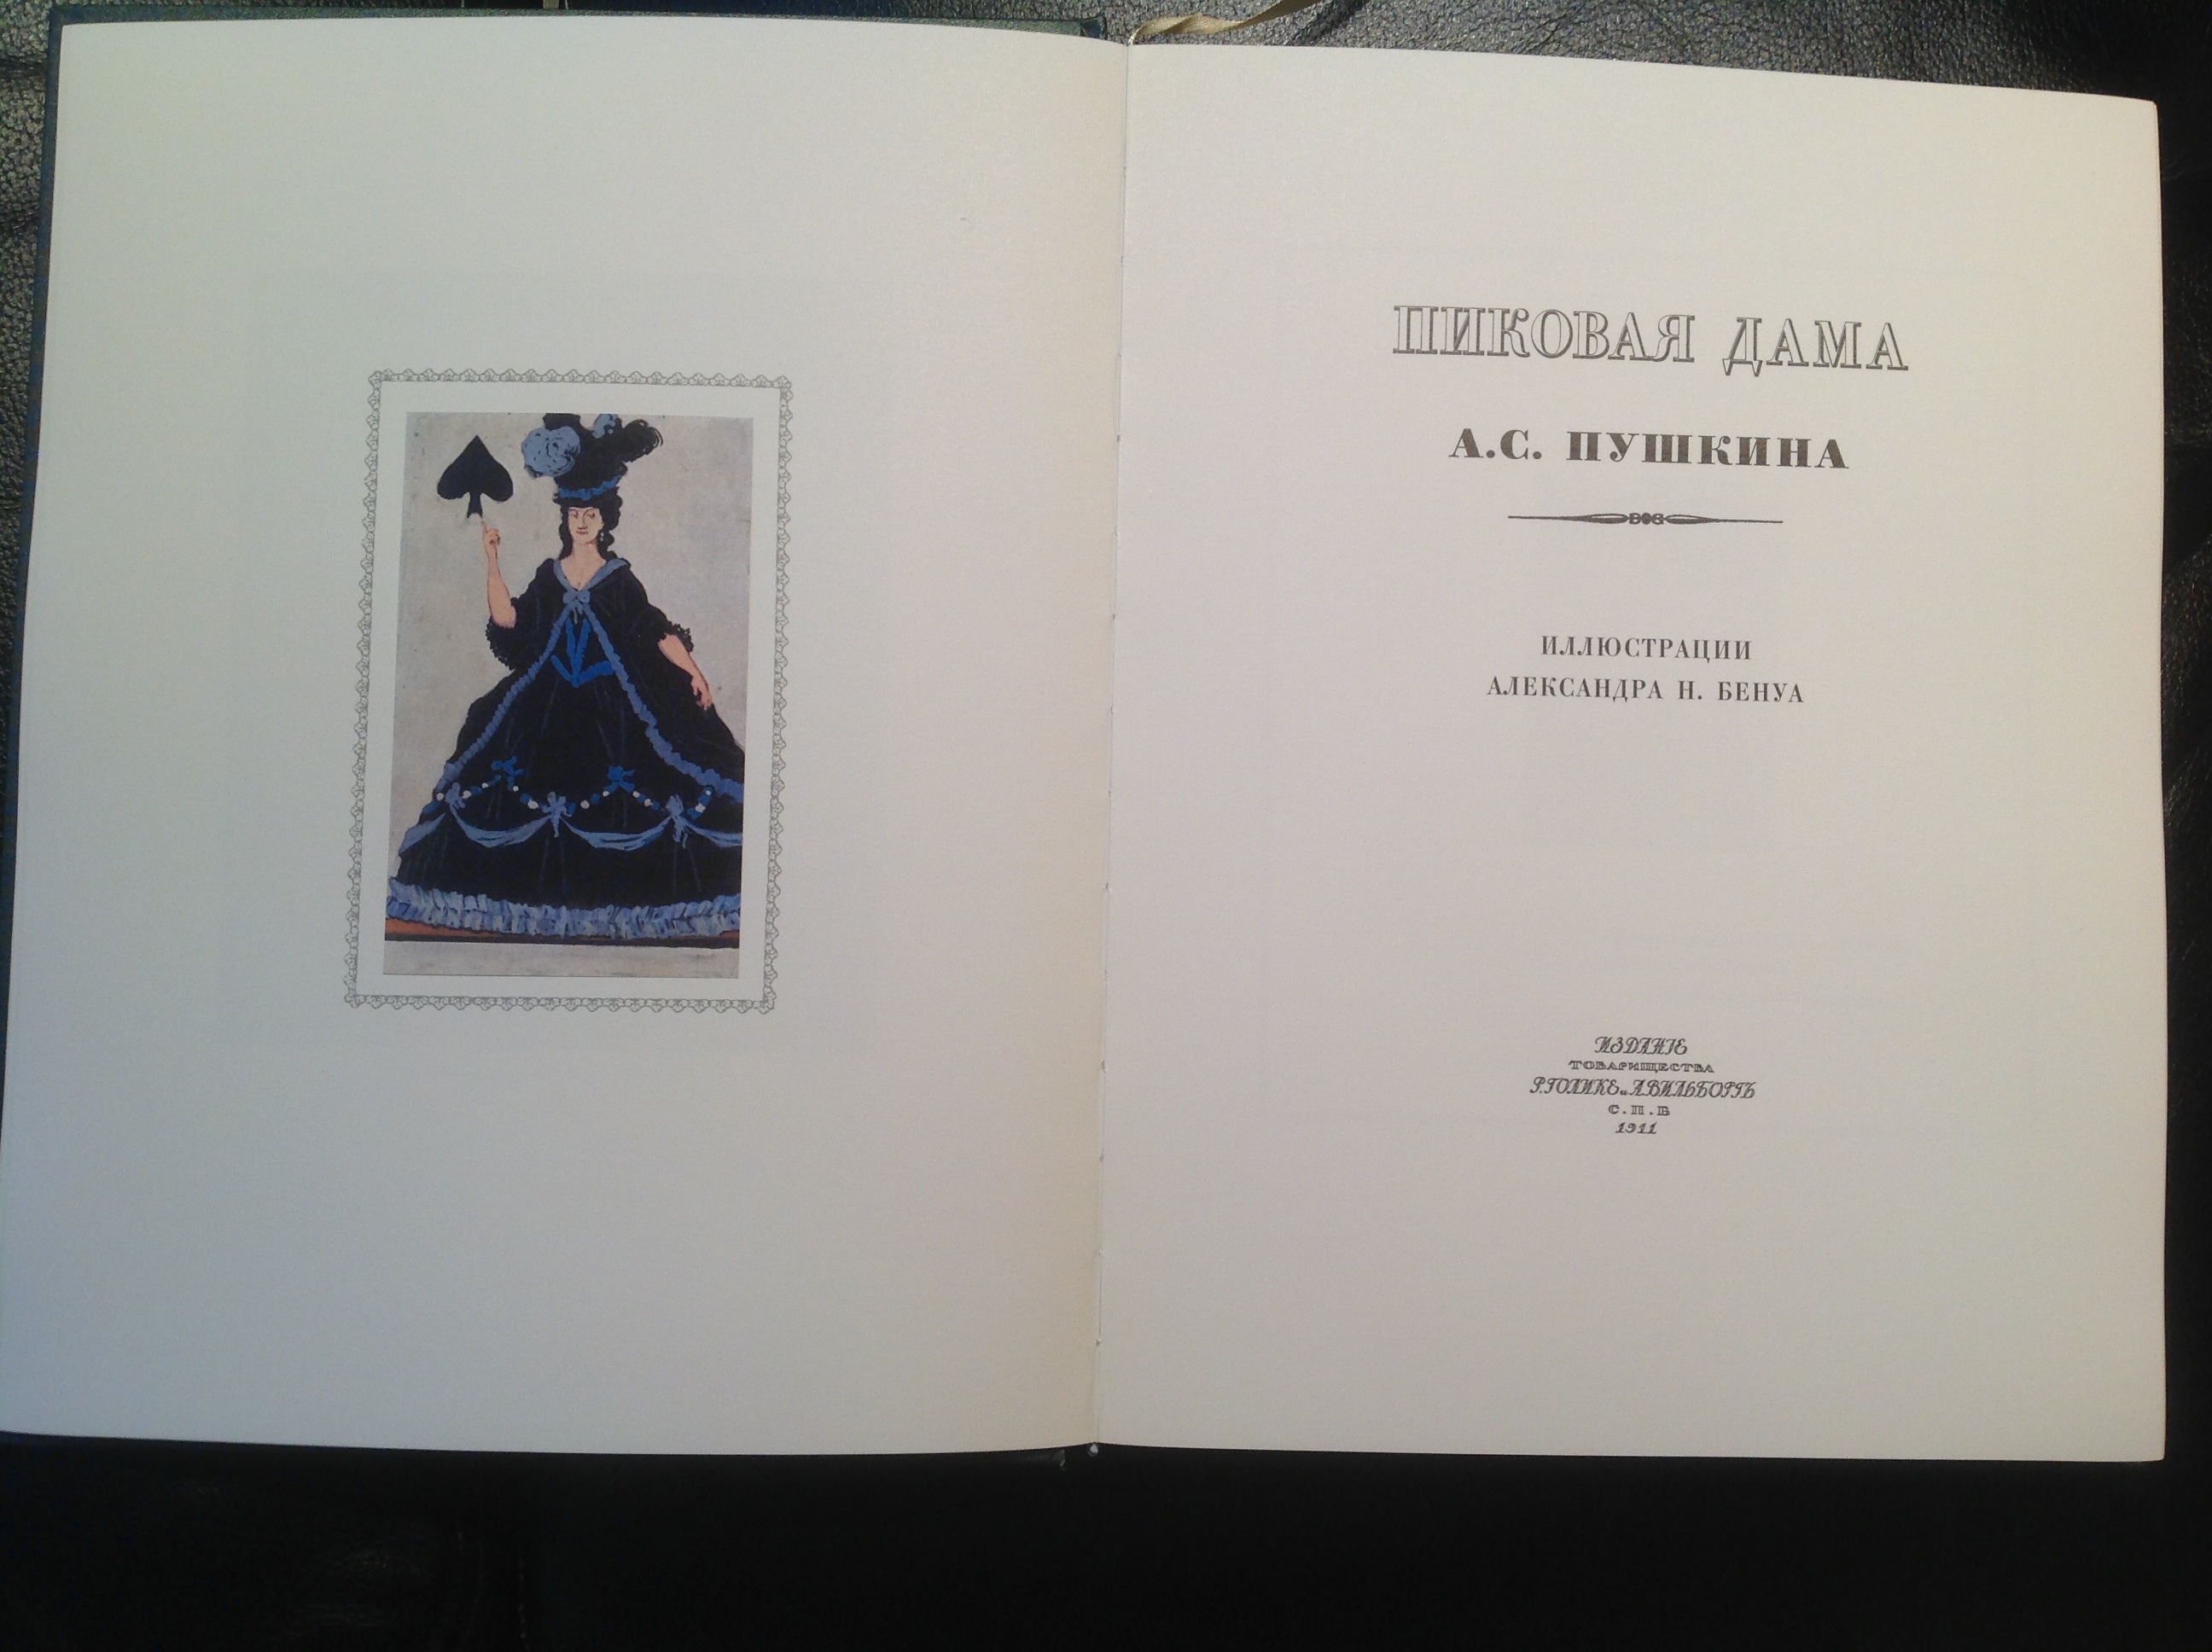 ПИКОВАЯ ДАМА
А.С. ПУШКИНА
ИЛЛЮСТРАЦИИ
АЛЕКСАНДРА Н. БЕНУА
ИЗДАНІЕ
ТОВАРИЩЕСТВА
Р.ГОЛИКЕ и А.ВИЛЬБОРГЪ
С.П.Б
1911